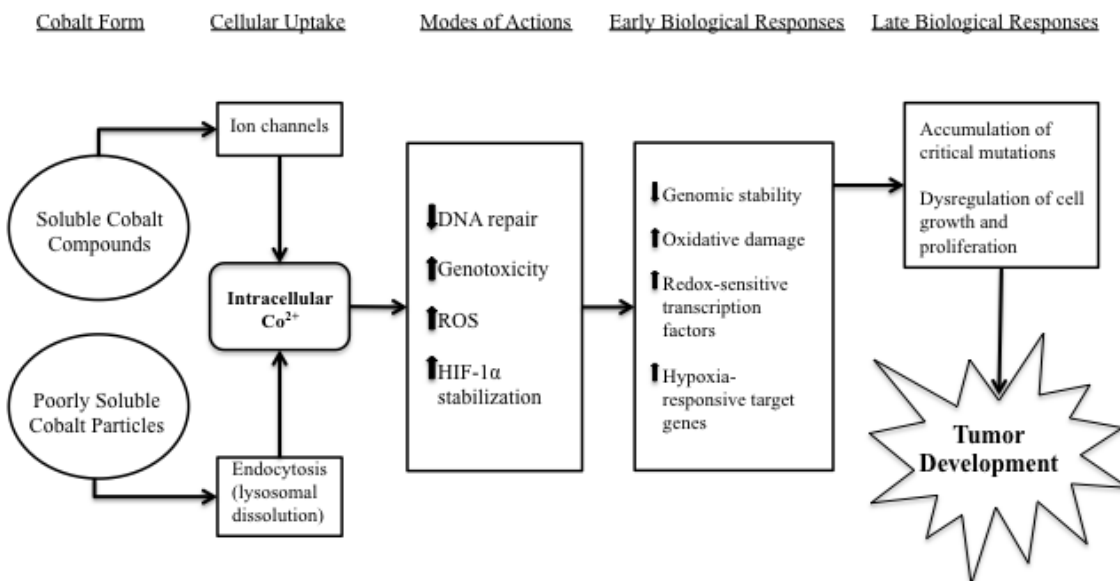 Cobalt Form
Cellular Uptake
Modes of Actions
Early Biological Responses
Late Biological Responses
Soluble Cobalt
Compounds
Poorly Soluble
Cobalt Particles
Ion channels
Intracellular
Co²⁺
Endocytosis
(lysosomal
dissolution)
DNA repair
Genotoxicity
ROS
HIF-1α
stabilization
Genomic stability
Oxidative damage
Redox-sensitive
transcription
factors
Hypoxia-
responsive target
genes
Accumulation of
critical mutations
Dysregulation of cell
growth and
proliferation
Tumor
Development